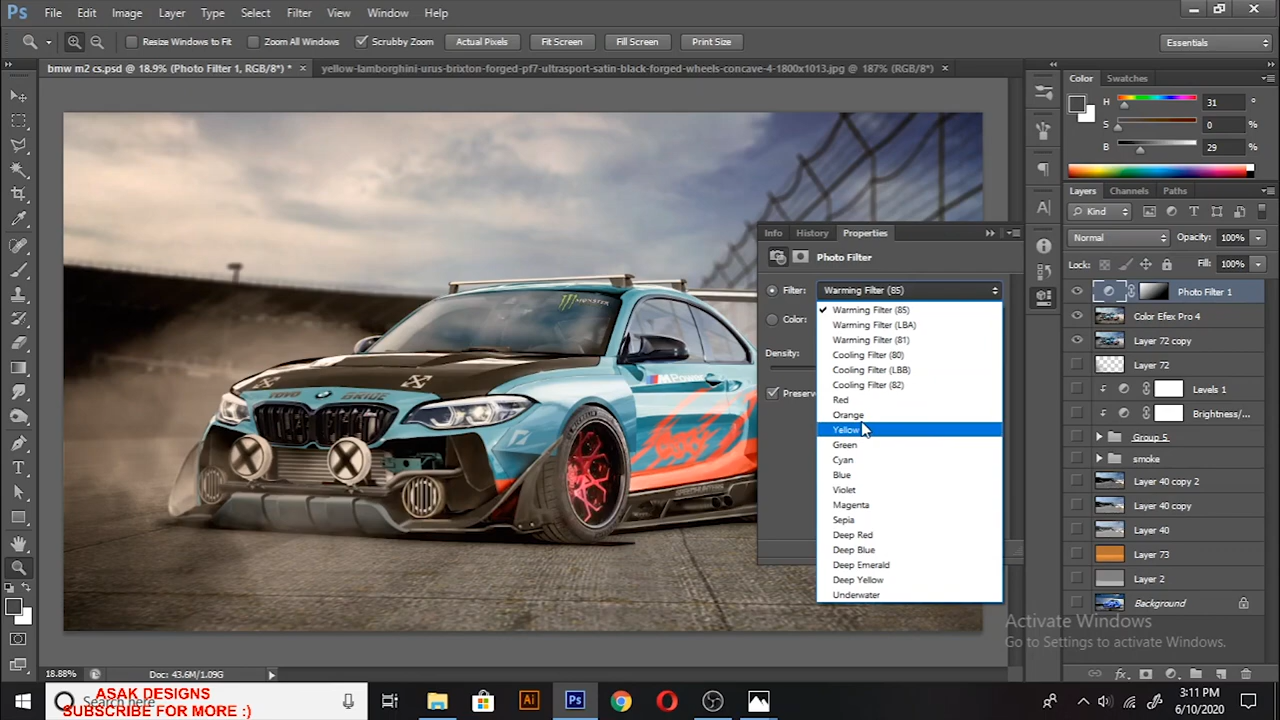 Ps File Edit Image Layer Type Select Filter View Window Help
Resize Windows to Fit Zoom All Windows Scrubby Zoom Actual Pixels Fit Screen Fill Screen Print Size Essentials
bmw m2 cs.psd @ 18.9% (Photo Filter 1, RGB/8*) * × yellow-lamborghini-urus-brixton-forged-pf7-ultrasport-satin-black-forged-wheels-concave-4-1800x1013.jpg @ 187% (RGB/8*) ×
Color Swatches
H 31 °
S 0 %
B 29 %
Layers Channels Paths
Kind
Normal Opacity: 100%
Lock: Fill: 100%
Photo Filter 1
Color Efex Pro 4
Layer 72 copy
Layer 72
Levels 1
Brightness/...
Group 5
smoke
Layer 40 copy 2
Layer 40 copy
Layer 40
Layer 73
Layer 2
Background
Info History Properties
Photo Filter
Filter: Warming Filter (85)
Color:
Density:
Preserv
Warming Filter (85)
Warming Filter (LBA)
Warming Filter (81)
Cooling Filter (80)
Cooling Filter (LBB)
Cooling Filter (82)
Red
Orange
Yellow
Green
Cyan
Blue
Violet
Magenta
Sepia
Deep Red
Deep Blue
Deep Emerald
Deep Yellow
Underwater
MONSTER
M Power
TOYO BRIDE
Activate Windows
Go to Settings to activate Windows.
18.88% Doc: 43.6M/1.09G
Search here
ASAK DESIGNS
SUBSCRIBE FOR MORE :)
Ai Ps
3:11 PM
6/10/2020